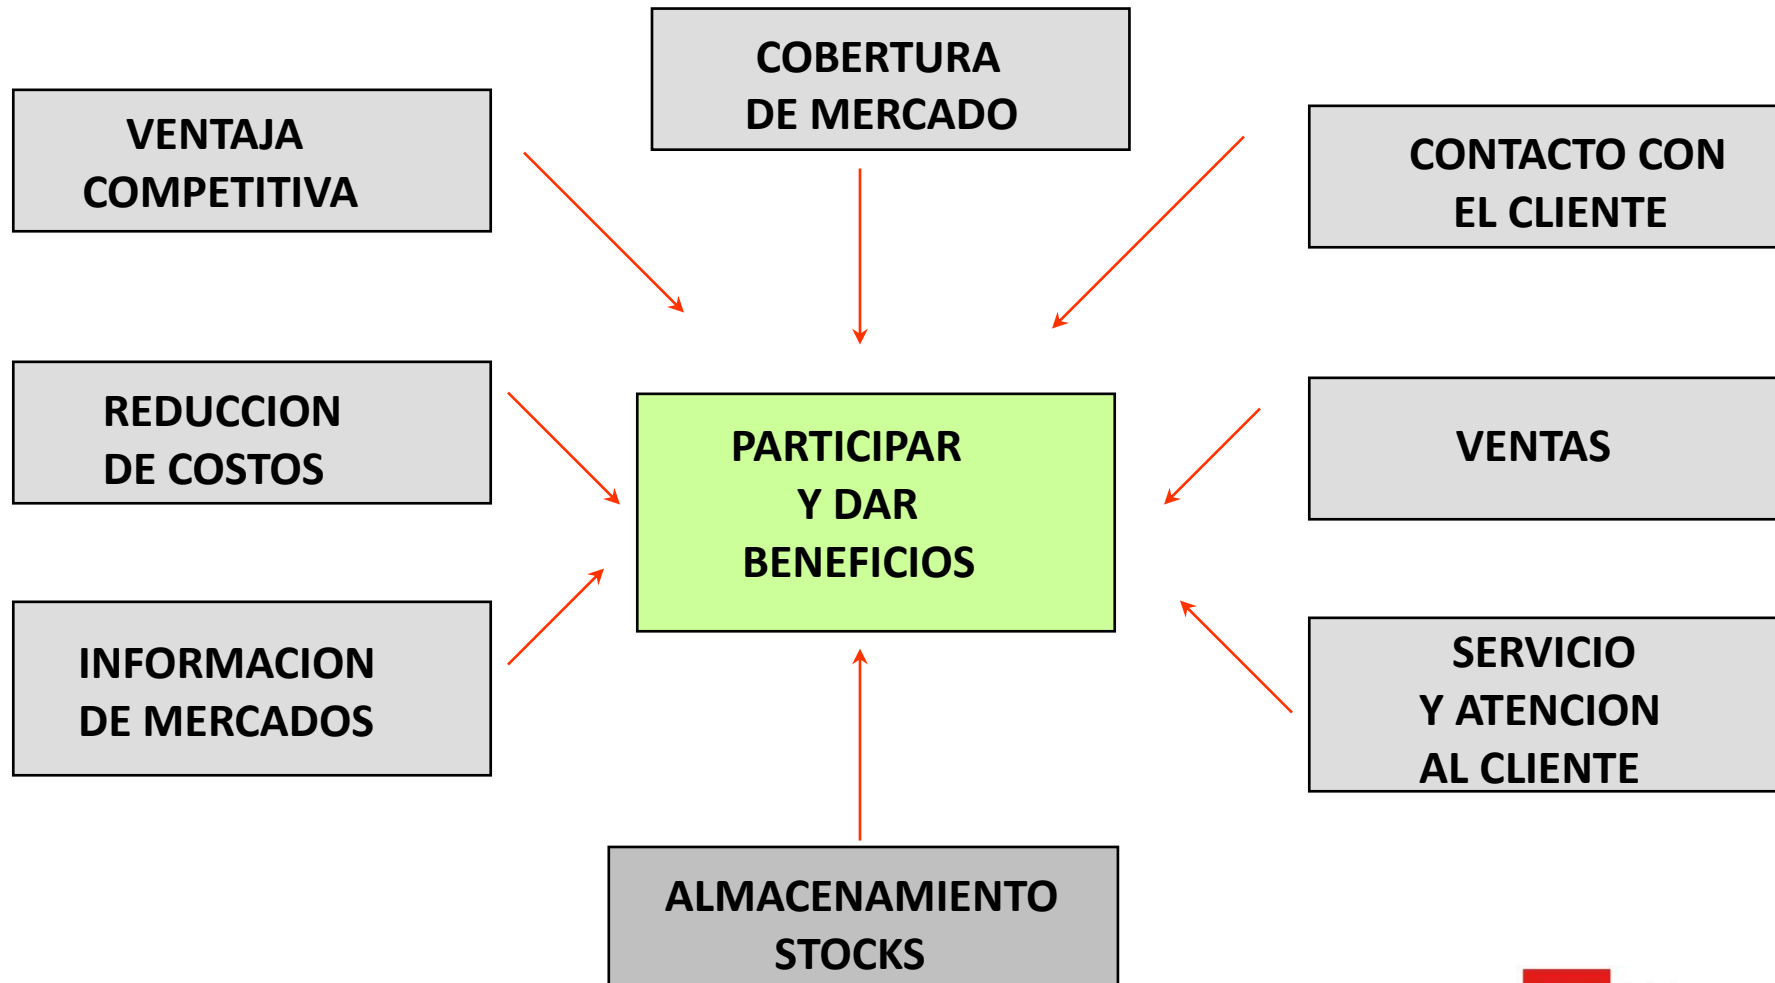 COBERTURA
DE MERCADO
VENTAJA
COMPETITIVA
CONTACTO CON
EL CLIENTE
REDUCCION
DE COSTOS
PARTICIPAR
Y DAR
BENEFICIOS
VENTAS
INFORMACION
DE MERCADOS
SERVICIO
Y ATENCION
AL CLIENTE
ALMACENAMIENTO
STOCKS